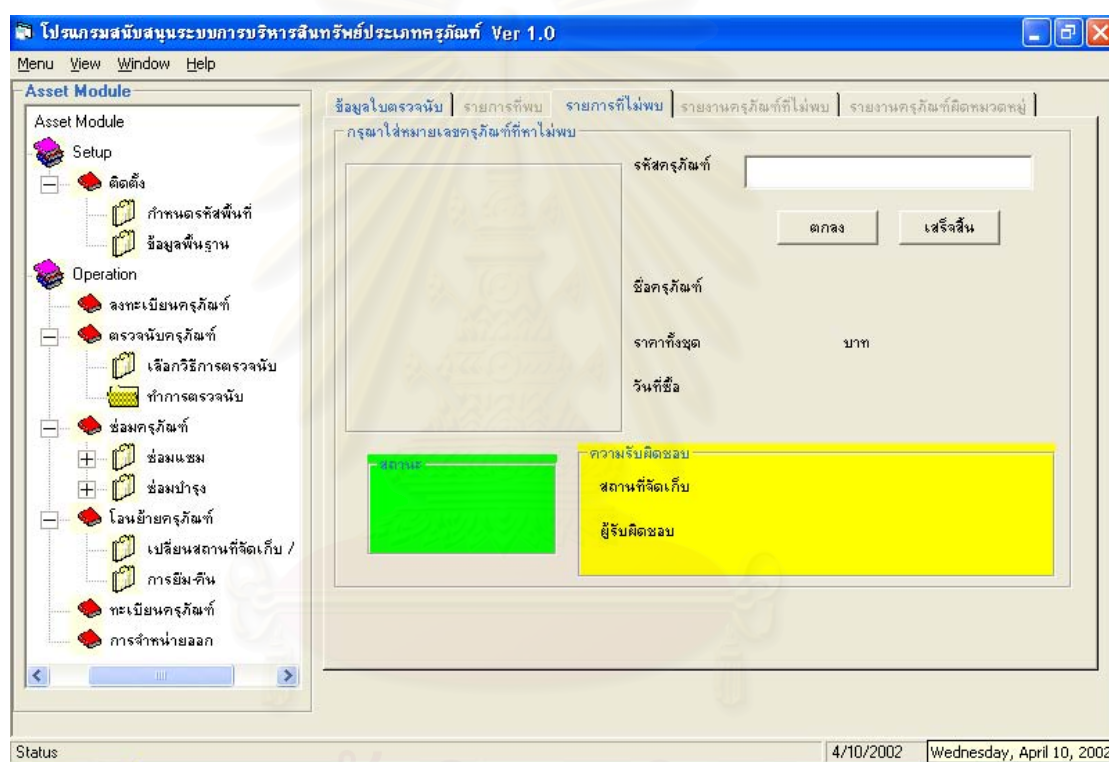 โปรแกรมสนับสนุนระบบการบริหารสินทรัพย์ประเภทครุภัณฑ์ Ver 1.0
Menu View Window Help
Asset Module
Asset Module
Setup
ติดตั้ง
กำหนดรหัสพื้นที่
ข้อมูลพื้นฐาน
Operation
ลงทะเบียนครุภัณฑ์
ตรวจนับครุภัณฑ์
เลือกวิธีการตรวจนับ
ทำการตรวจนับ
ซ่อมครุภัณฑ์
ซ่อมแซม
ซ่อมบำรุง
โอนย้ายครุภัณฑ์
เปลี่ยนสถานที่จัดเก็บ /
การยืม-คืน
ทะเบียนครุภัณฑ์
การจำหน่ายออก
ข้อมูลใบตรวจนับ รายการที่พบ รายการที่ไม่พบ รายงานครุภัณฑ์ที่ไม่พบ รายงานครุภัณฑ์ผิดหมวดหมู่
กรุณาใส่หมายเลขครุภัณฑ์ที่หาไม่พบ
รหัสครุภัณฑ์
ตกลง เสร็จสิ้น
ชื่อครุภัณฑ์
ราคาทั้งชุด บาท
วันที่ซื้อ
สถานะ
ความรับผิดชอบ
สถานที่จัดเก็บ
ผู้รับผิดชอบ
Status 4/10/2002 Wednesday, April 10, 2002